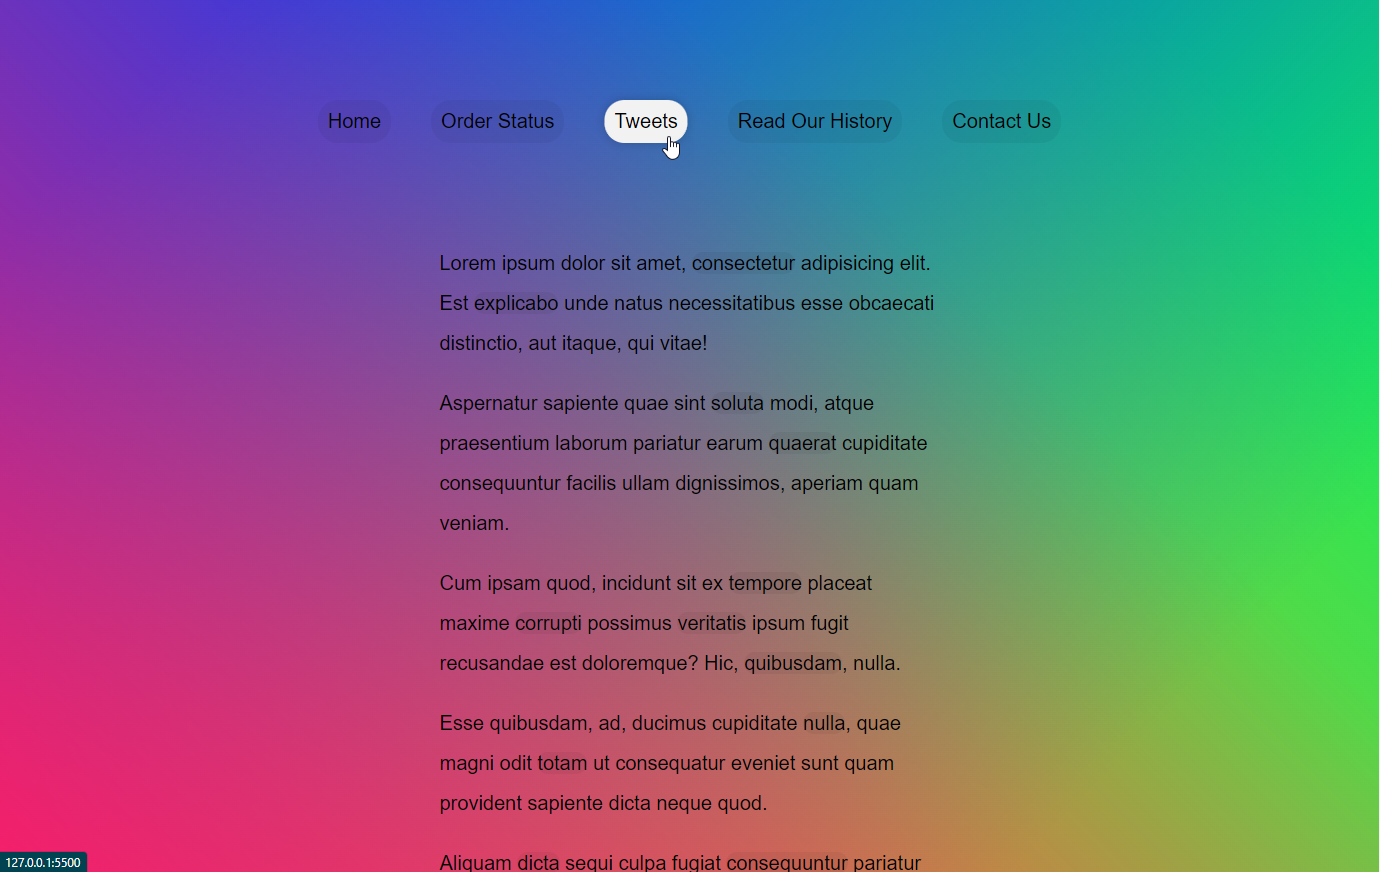 Home Order Status Tweets Read Our History Contact Us
Lorem ipsum dolor sit amet, consectetur adipisicing elit.
Est explicabo unde natus necessitatibus esse obcaecati
distinctio, aut itaque, qui vitae!
Aspernatur sapiente quae sint soluta modi, atque
praesentium laborum pariatur earum quaerat cupiditate
consequuntur facilis ullam dignissimos, aperiam quam
veniam.
Cum ipsam quod, incidunt sit ex tempore placeat
maxime corrupti possimus veritatis ipsum fugit
recusandae est doloremque? Hic, quibusdam, nulla.
Esse quibusdam, ad, ducimus cupiditate nulla, quae
magni odit totam ut consequatur eveniet sunt quam
provident sapiente dicta neque quod.
Aliquam dicta sequi culpa fugiat consequuntur pariatur
127.0.0.1:5500